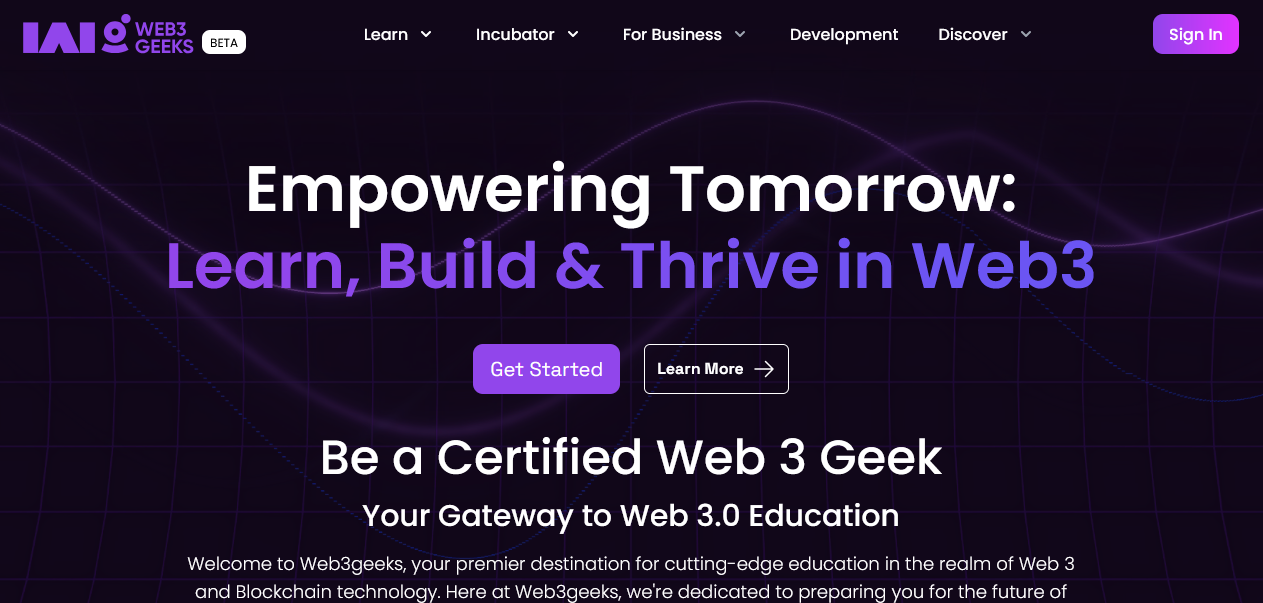 WEB3
GEEKS
BETA
Learn
Incubator
For Business
Development
Discover
Sign In
Empowering Tomorrow:
Learn, Build & Thrive in Web3
Get Started
Learn More
Be a Certified Web 3 Geek
Your Gateway to Web 3.0 Education
Welcome to Web3geeks, your premier destination for cutting-edge education in the realm of Web 3
and Blockchain technology. Here at Web3geeks, we're dedicated to preparing you for the future of